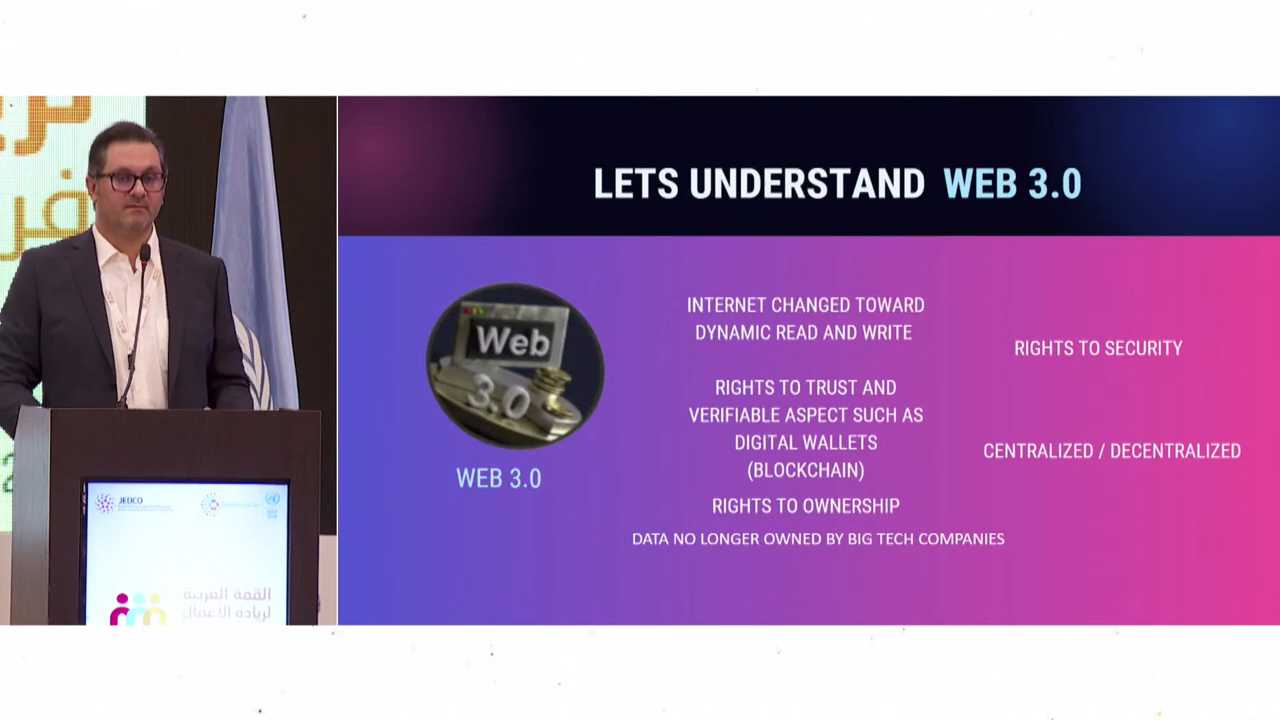 LETS UNDERSTAND WEB 3.0
Web
3.0
WEB 3.0
INTERNET CHANGED TOWARD
DYNAMIC READ AND WRITE
RIGHTS TO TRUST AND
VERIFIABLE ASPECT SUCH AS
DIGITAL WALLETS
(BLOCKCHAIN)
RIGHTS TO OWNERSHIP
DATA NO LONGER OWNED BY BIG TECH COMPANIES
RIGHTS TO SECURITY
CENTRALIZED / DECENTRALIZED
JEDCO
القمة العربية
لريادة الأعمال